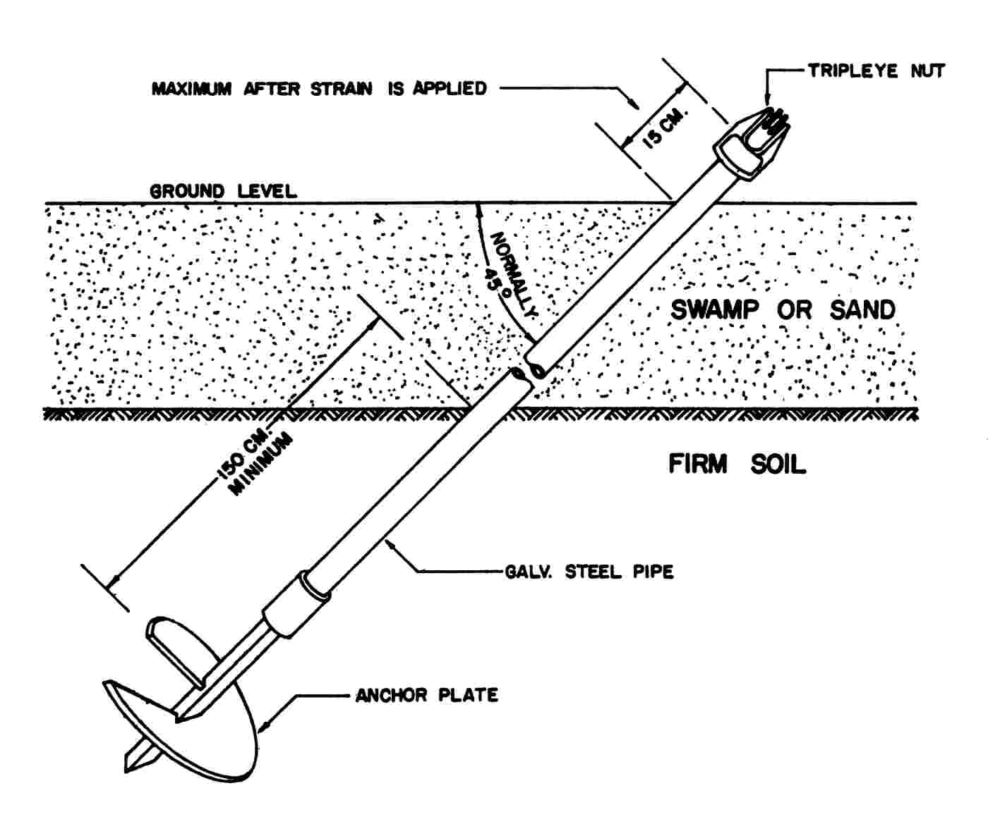 TRIPLEYE NUT
MAXIMUM AFTER STRAIN IS APPLIED
15 CM.
GROUND LEVEL
NORMALLY
45°
SWAMP OR SAND
150 CM.
MINIMUM
FIRM SOIL
GALV. STEEL PIPE
ANCHOR PLATE